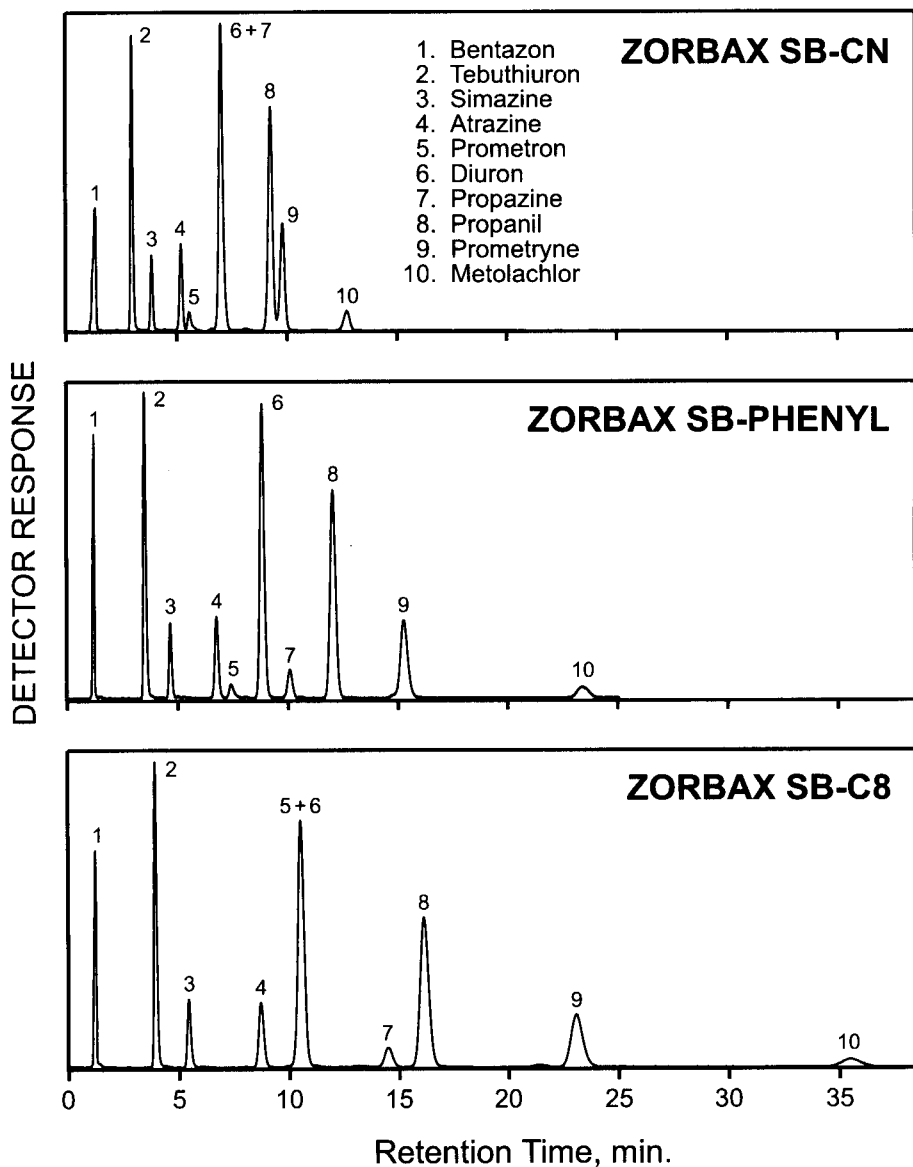 ZORBAX SB-CN
1. Bentazon
2. Tebuthiuron
3. Simazine
4. Atrazine
5. Prometron
6. Diuron
7. Propazine
8. Propanil
9. Prometryne
10. Metolachlor
1
2
3
4
5
6 + 7
8
9
10
ZORBAX SB-PHENYL
1
2
3
4
5
6
7
8
9
10
ZORBAX SB-C8
1
2
3
4
5 + 6
7
8
9
10
0 5 10 15 20 25 30 35
Retention Time, min.
DETECTOR RESPONSE